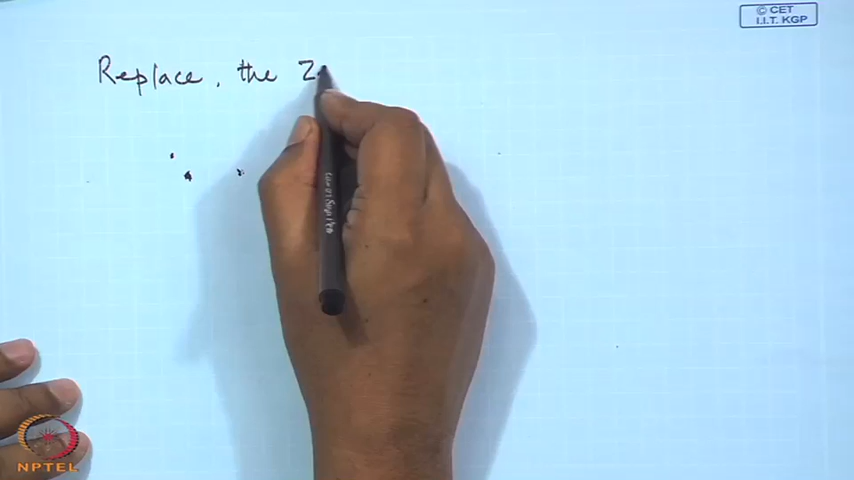 © CET
I.I.T. KGP
Replace, the Z
NPTEL